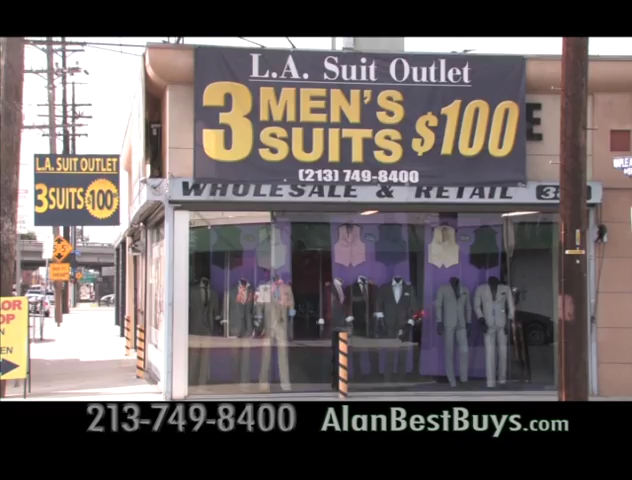 L.A. Suit Outlet
3 MEN'S SUITS $100
(213) 749-8400
WHOLESALE & RETAIL
L.A. SUIT OUTLET
3 SUITS $100
213-749-8400 AlanBestBuys.com